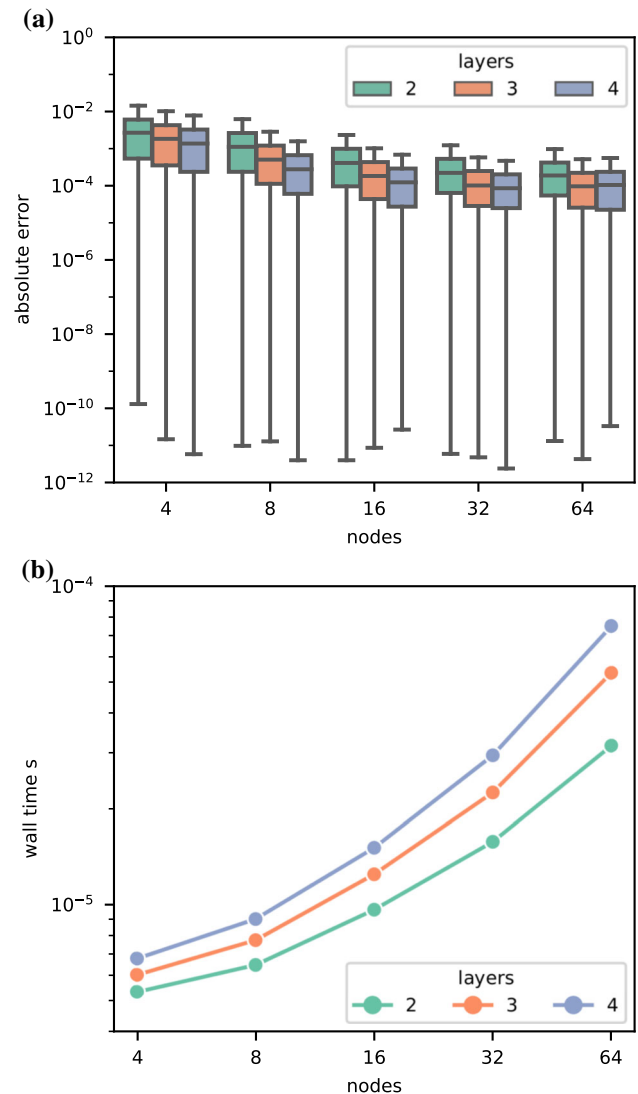 (a)
10^0
10^-2
10^-4
10^-6
10^-8
10^-10
10^-12
absolute error
layers
2 3 4
4 8 16 32 64
nodes
(b)
10^-4
10^-5
wall time s
layers
2 3 4
4 8 16 32 64
nodes